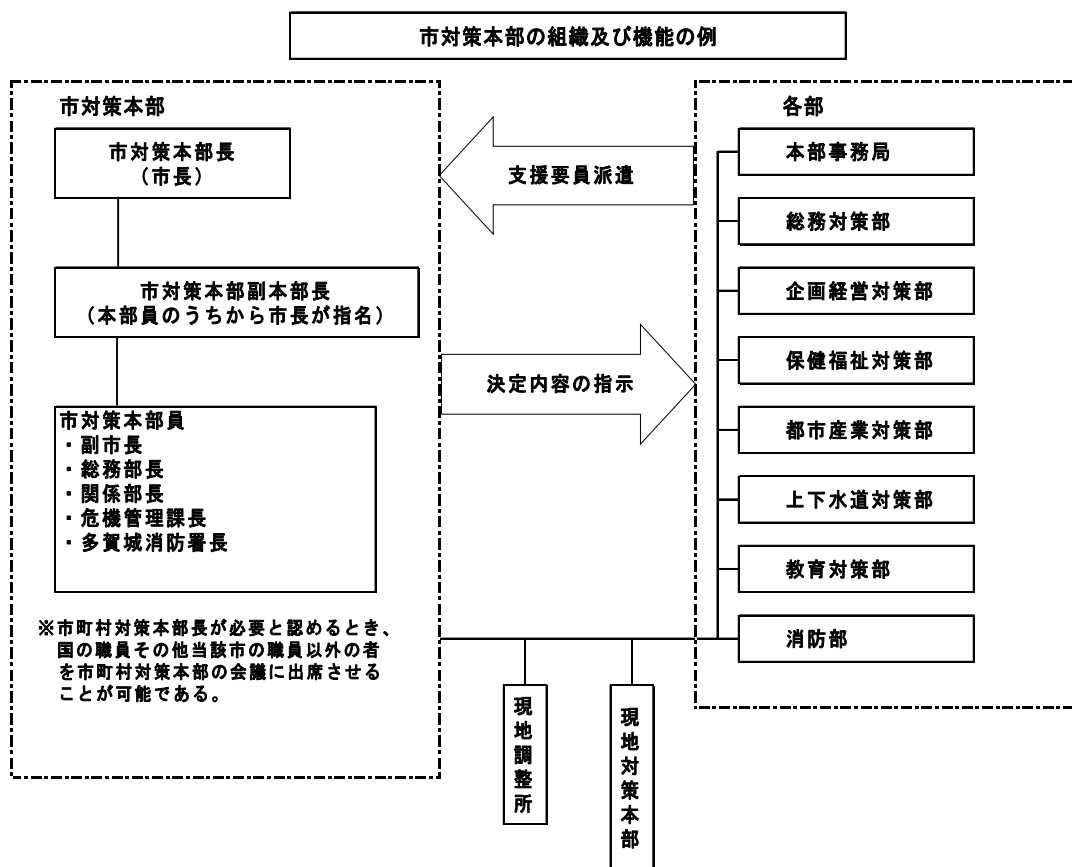 市対策本部の組織及び機能の例
市対策本部
市対策本部長
（市長）
市対策本部副本部長
（本部員のうちから市長が指名）
市対策本部員
・副市長
・総務部長
・関係部長
・危機管理課長
・多賀城消防署長
※市町村対策本部長が必要と認めるとき、
国の職員その他当該市の職員以外の者
を市町村対策本部の会議に出席させる
ことが可能である。
支援要員派遣
決定内容の指示
各部
本部事務局
総務対策部
企画経営対策部
保健福祉対策部
都市産業対策部
上下水道対策部
教育対策部
消防部
現地調整所
現地対策本部